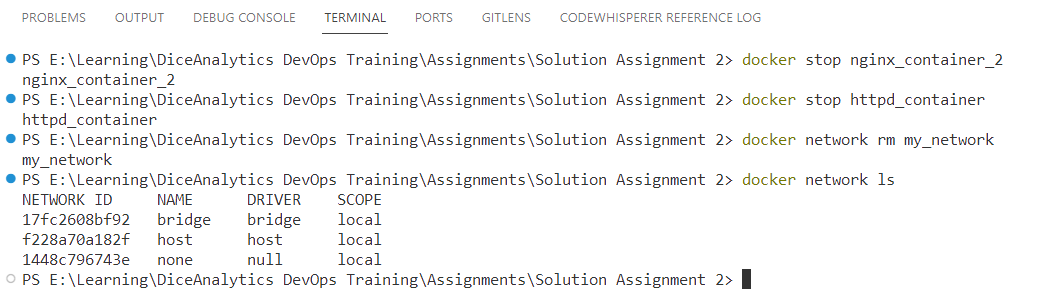 PROBLEMS OUTPUT DEBUG CONSOLE TERMINAL PORTS GITLENS CODEWHISPERER REFERENCE LOG
PS E:\Learning\DiceAnalytics DevOps Training\Assignments\Solution Assignment 2> docker stop nginx_container_2
nginx_container_2
PS E:\Learning\DiceAnalytics DevOps Training\Assignments\Solution Assignment 2> docker stop httpd_container
httpd_container
PS E:\Learning\DiceAnalytics DevOps Training\Assignments\Solution Assignment 2> docker network rm my_network
my_network
PS E:\Learning\DiceAnalytics DevOps Training\Assignments\Solution Assignment 2> docker network ls
NETWORK ID NAME DRIVER SCOPE
17fc2608bf92 bridge bridge local
f228a70a182f host host local
1448c796743e none null local
PS E:\Learning\DiceAnalytics DevOps Training\Assignments\Solution Assignment 2>